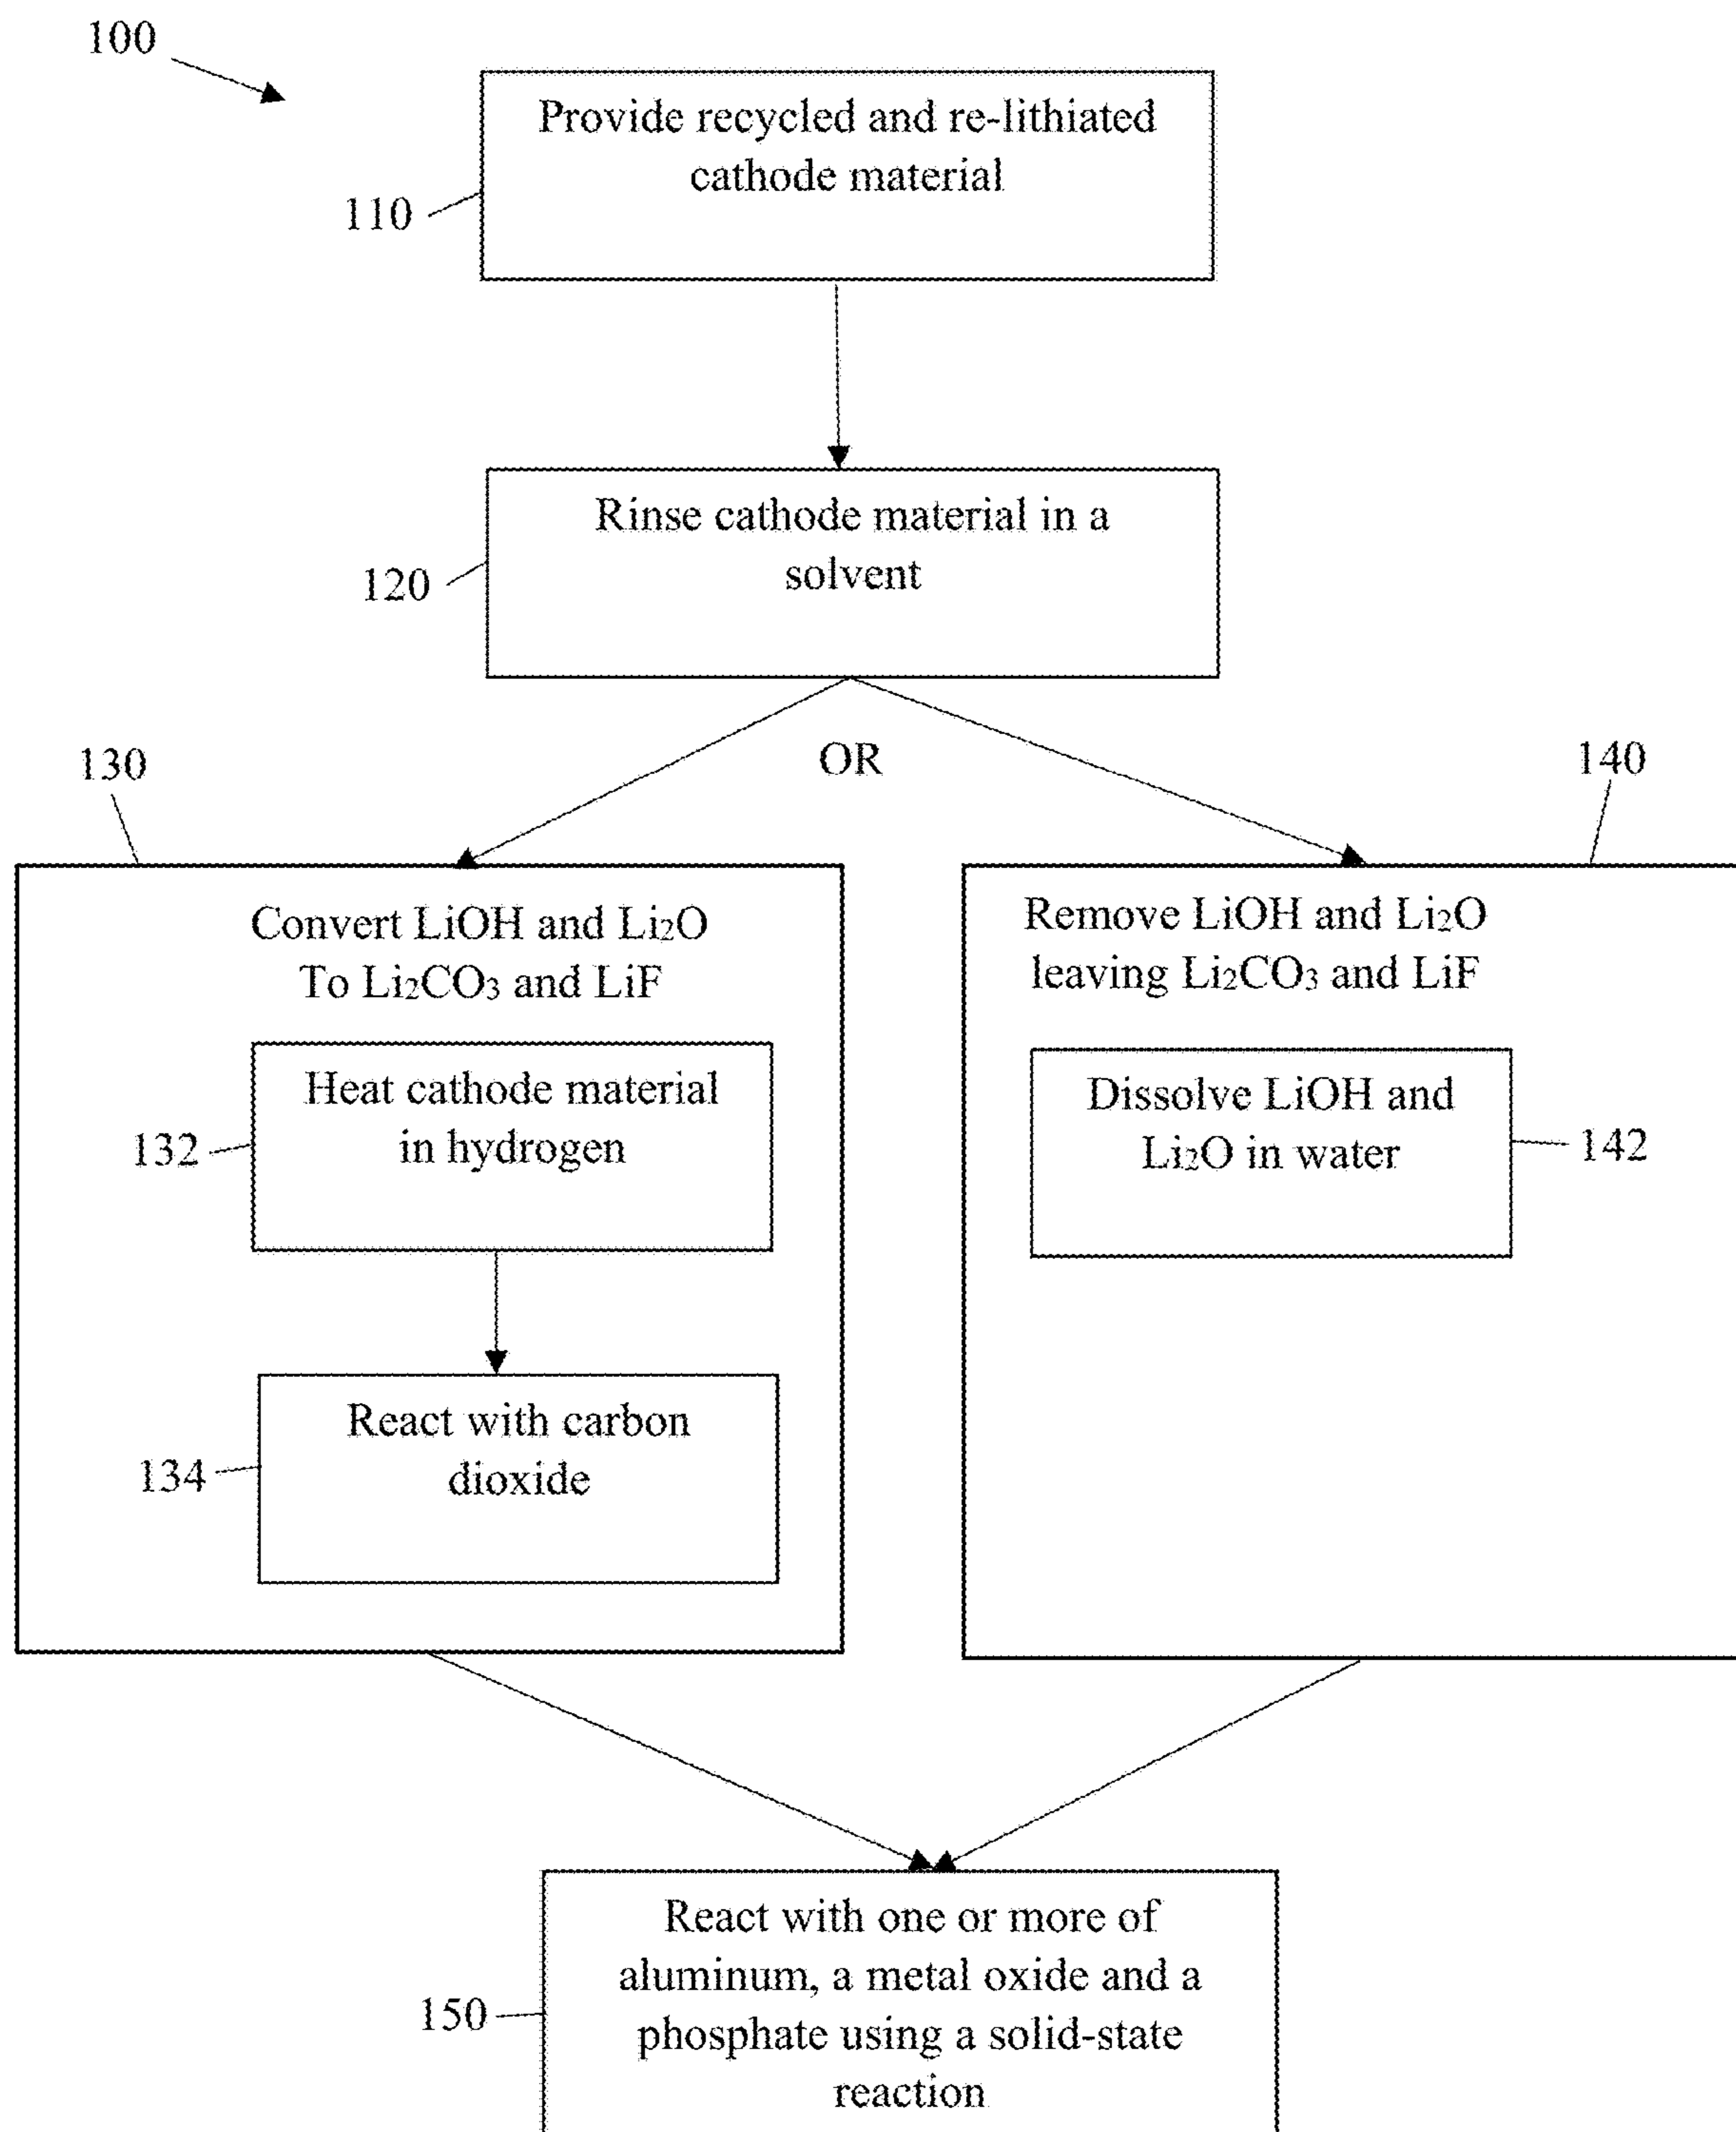 100
Provide recycled and re-lithiated
cathode material
110
Rinse cathode material in a
solvent
120
OR
130
140
Convert LiOH and Li₂O
To Li₂CO₃ and LiF
Heat cathode material
in hydrogen
132
React with carbon
dioxide
134
Remove LiOH and Li₂O
leaving Li₂CO₃ and LiF
Dissolve LiOH and
Li₂O in water
142
React with one or more of
aluminum, a metal oxide and a
phosphate using a solid-state
reaction
150